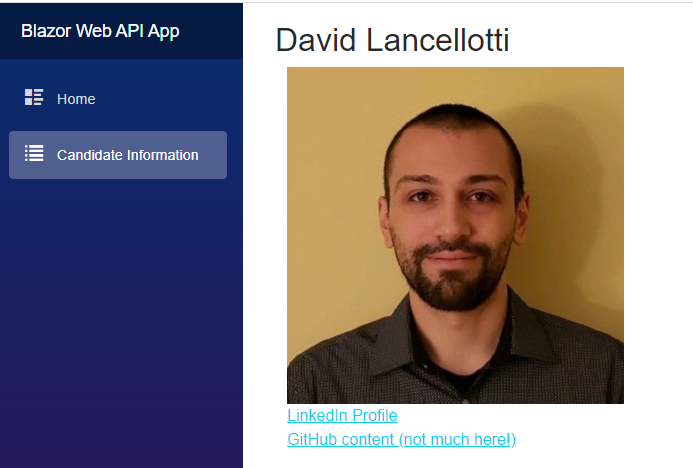 Blazor Web API App
Home
Candidate Information
David Lancellotti
LinkedIn Profile
GitHub content (not much here!)